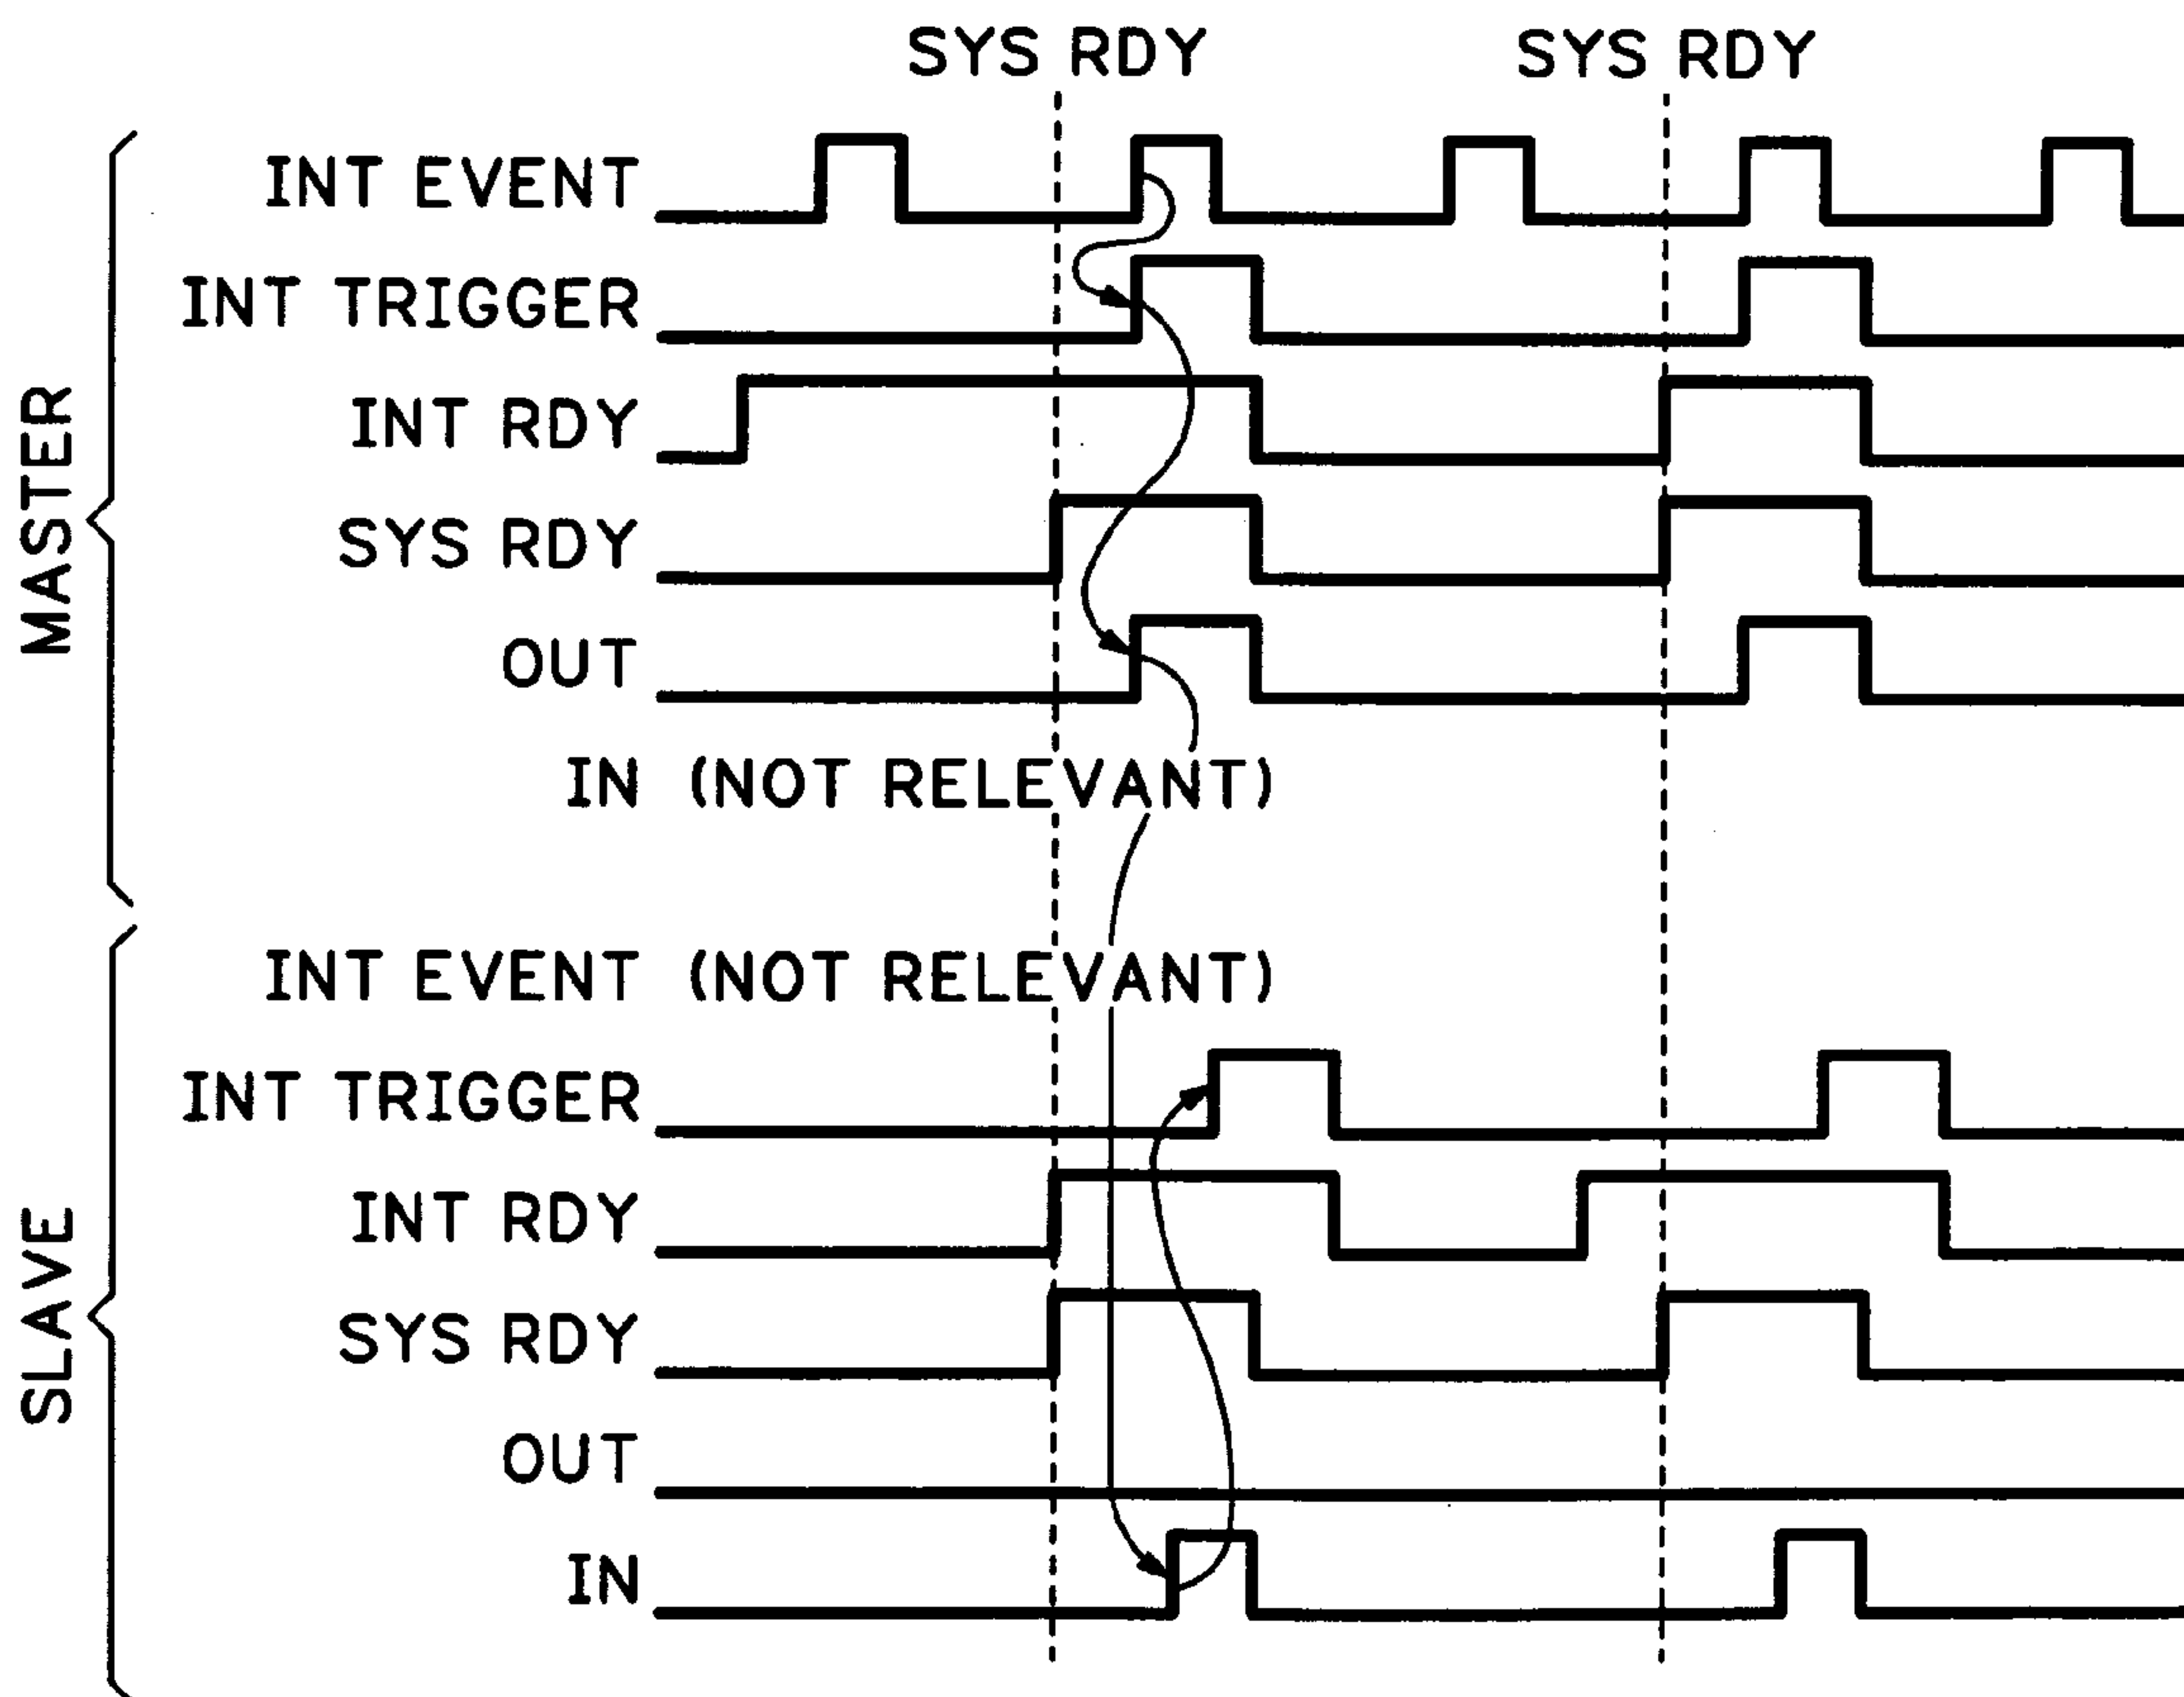 SYS RDY SYS RDY
MASTER
INT EVENT
INT TRIGGER
INT RDY
SYS RDY
OUT
IN (NOT RELEVANT)
SLAVE
INT EVENT (NOT RELEVANT)
INT TRIGGER
INT RDY
SYS RDY
OUT
IN